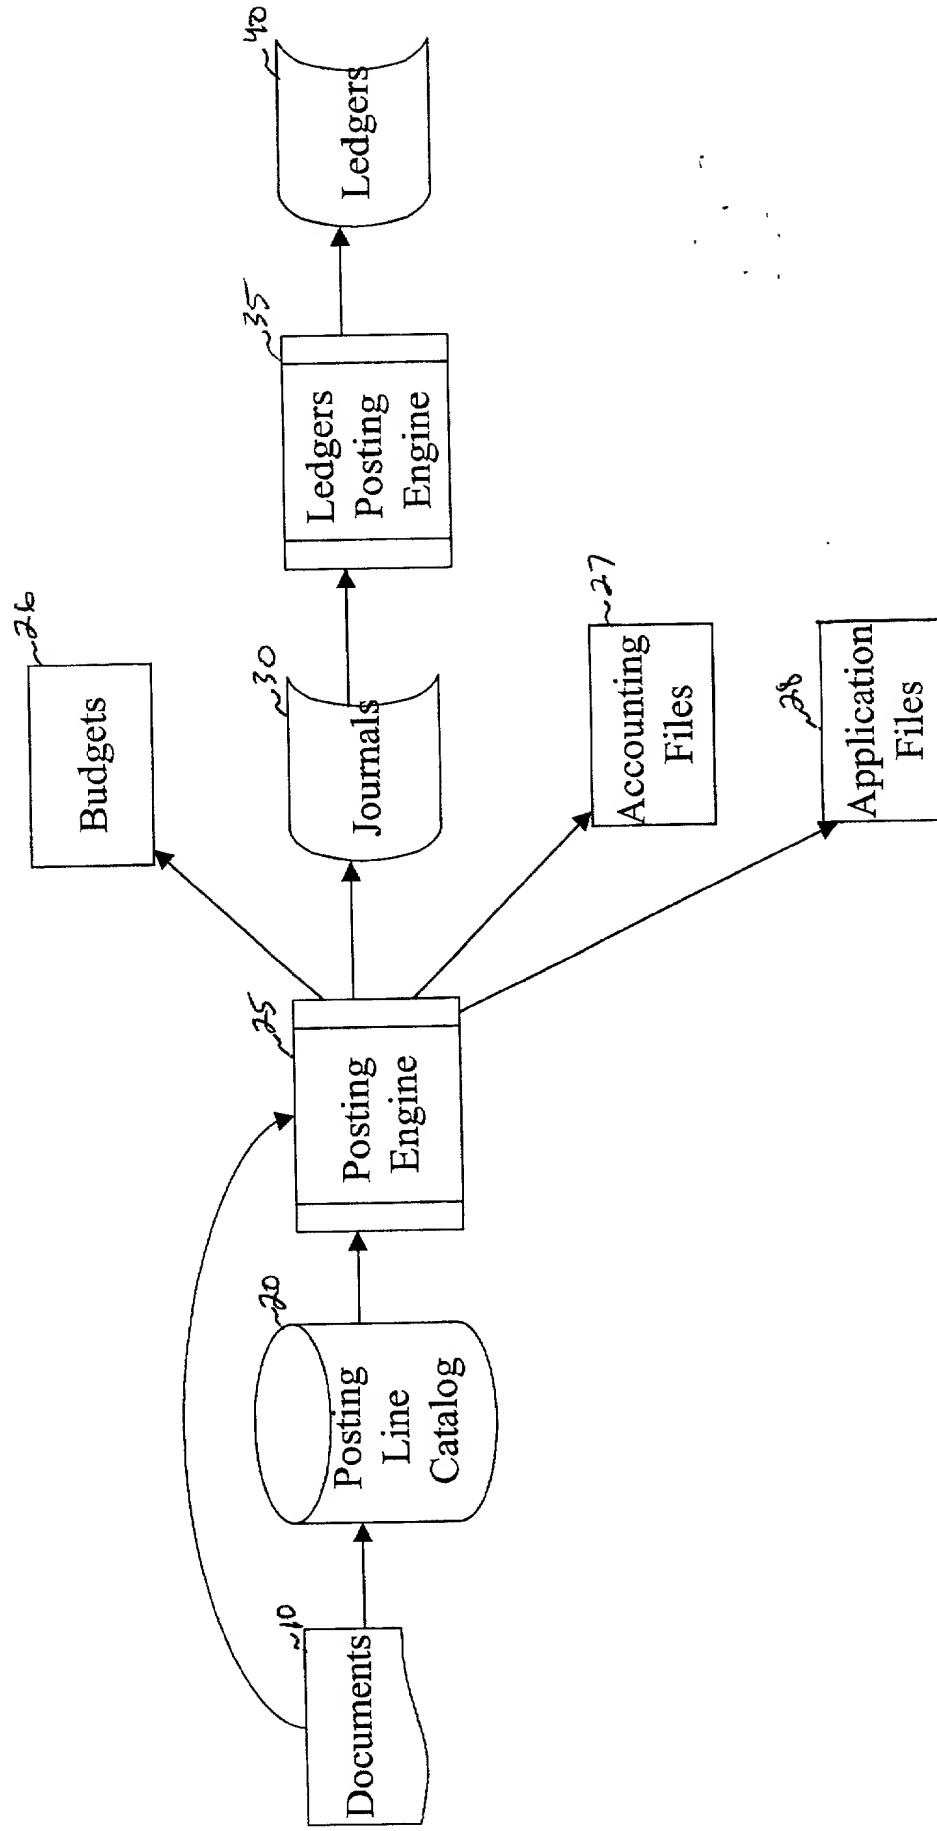 10
Documents
20
Posting
Line
Catalog
25
Posting
Engine
26
Budgets
30
Journals
27
Accounting
Files
28
Application
Files
35
Ledgers
Posting
Engine
40
Ledgers